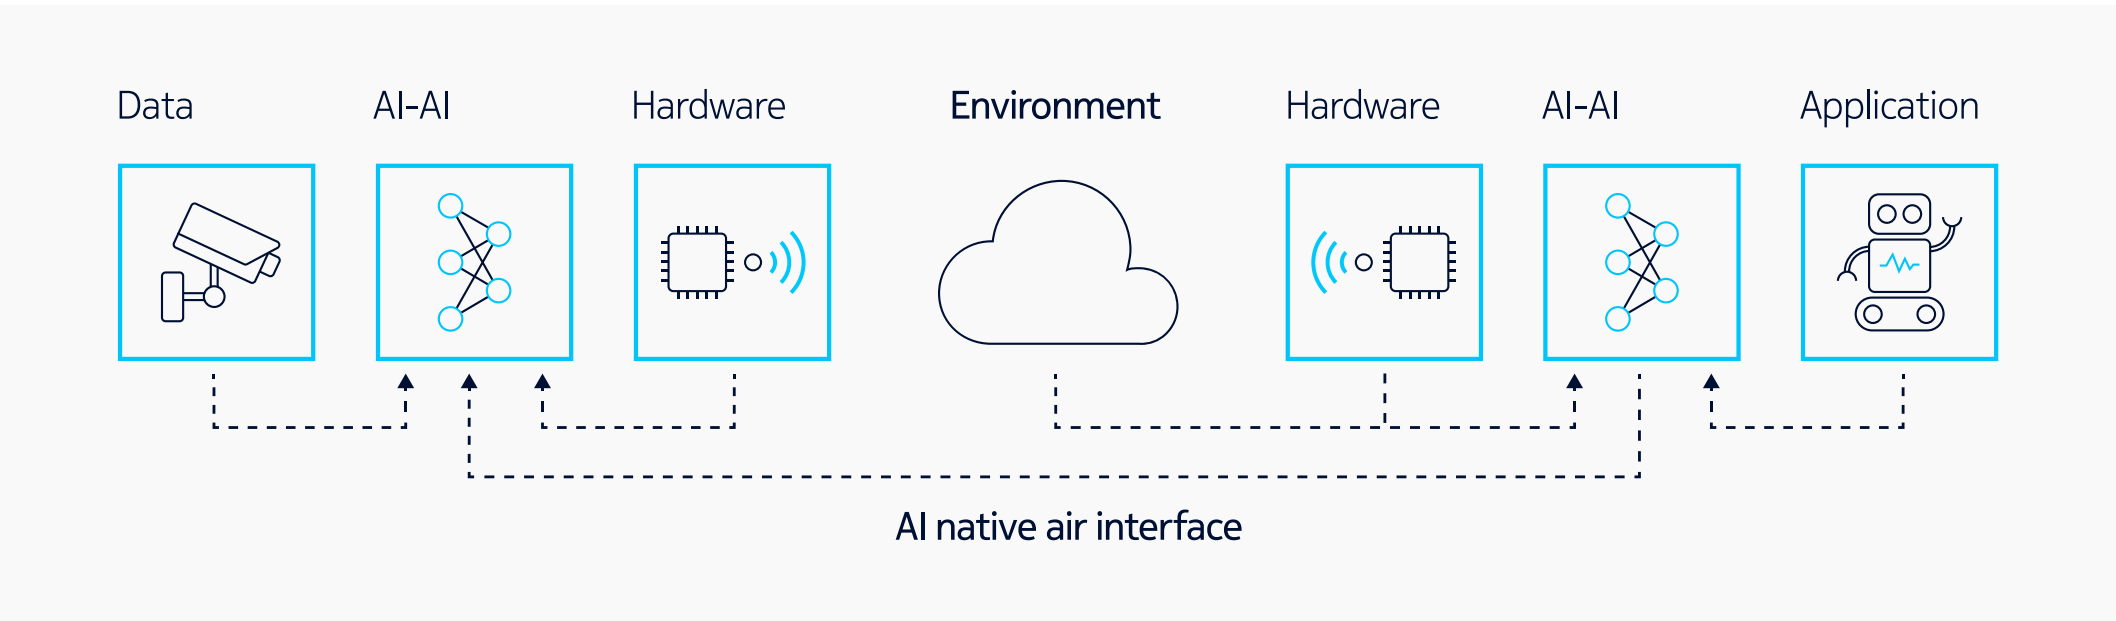 Data
AI-AI
Hardware
Environment
Hardware
AI-AI
Application
AI native air interface